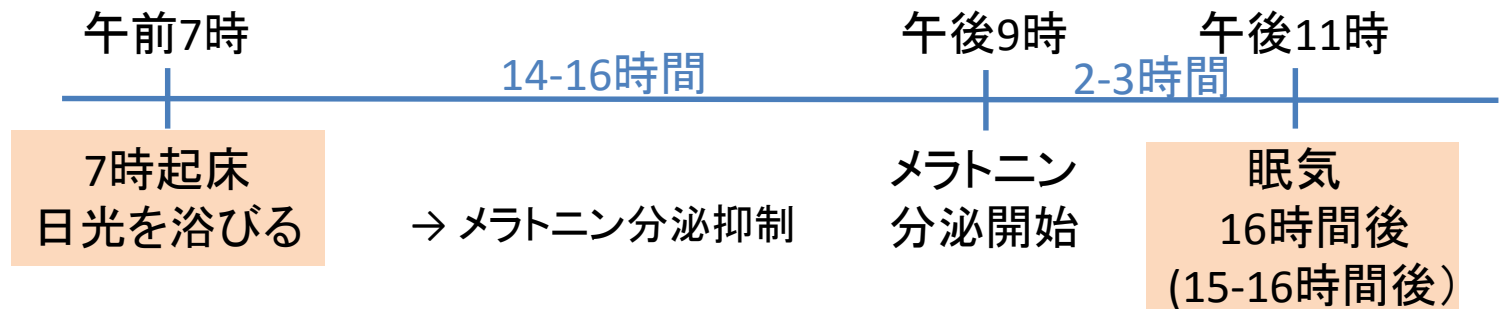 午前7時
午後9時
午後11時
14-16時間
2-3時間
7時起床
日光を浴びる
→ メラトニン分泌抑制
メラトニン
分泌開始
眠気
16時間後
(15-16時間後）